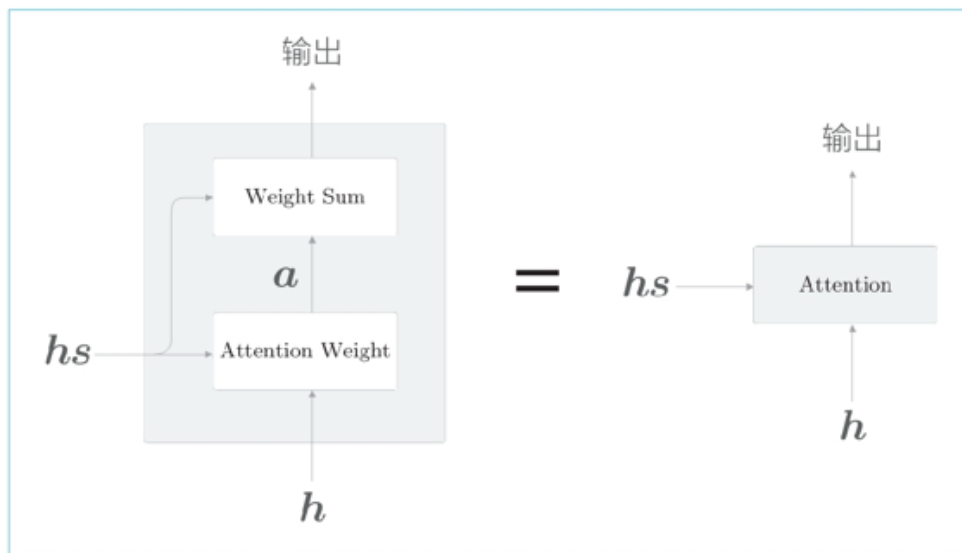 输出
Weight Sum
a
hs
Attention Weight
h
=
输出
hs
Attention
h